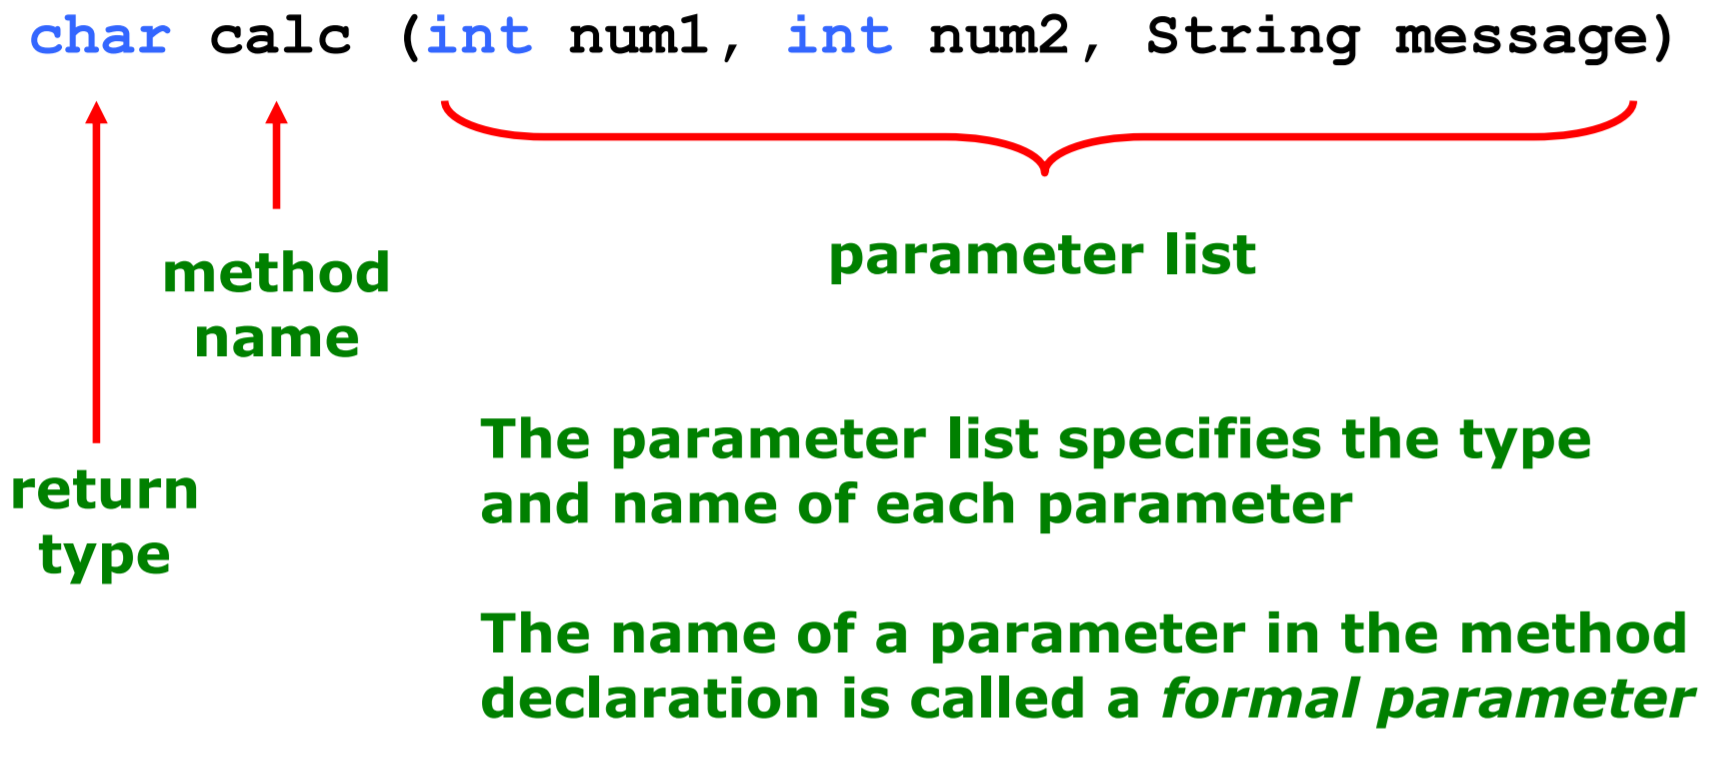 char calc (int num1, int num2, String message)
method
name
parameter list
return
type
The parameter list specifies the type
and name of each parameter
The name of a parameter in the method
declaration is called a formal parameter